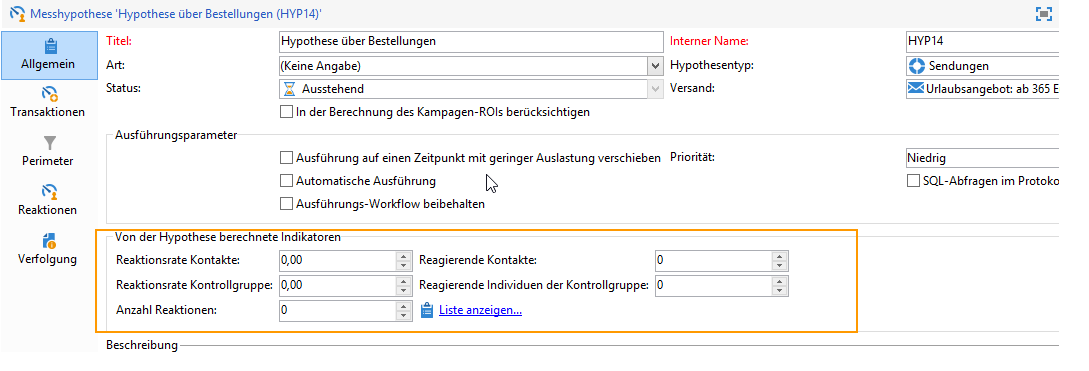 Messhypothese 'Hypothese über Bestellungen (HYP14)'
Allgemein
Transaktionen
Perimeter
Reaktionen
Verfolgung
Titel: Hypothese über Bestellungen Interner Name: HYP14
Art: (Keine Angabe) Hypothesentyp: Sendungen
Status: Ausstehend Versand: Urlaubsangebot: ab 365 E
In der Berechnung des Kampagen-ROIs berücksichtigen
Ausführungsparameter
Ausführung auf einen Zeitpunkt mit geringer Auslastung verschieben Priorität: Niedrig
Automatische Ausführung SQL-Abfragen im Protoko
Ausführungs-Workflow beibehalten
Von der Hypothese berechnete Indikatoren
Reaktionsrate Kontakte: 0,00 Reagierende Kontakte: 0
Reaktionsrate Kontrollgruppe: 0,00 Reagierende Individuen der Kontrollgruppe: 0
Anzahl Reaktionen: 0 Liste anzeigen...
Beschreibung